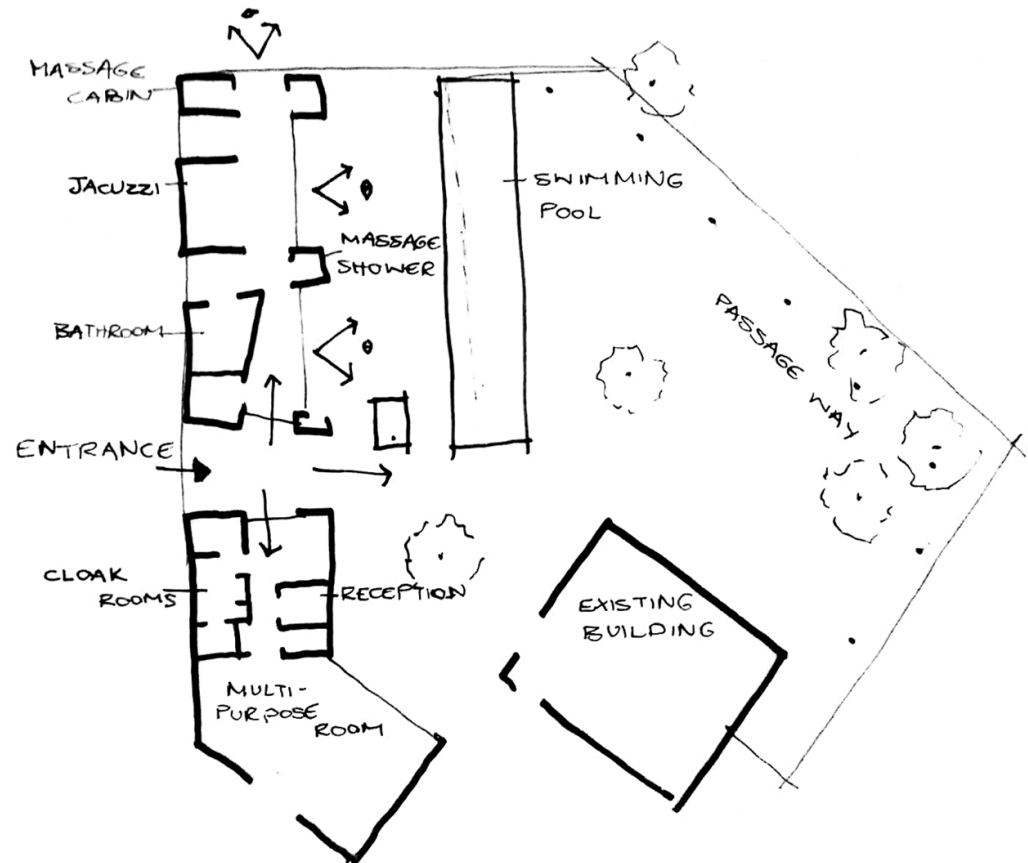 MASSAGE
CABIN
JACUZZI
SWIMMING
POOL
MASSAGE
SHOWER
BATHROOM
PASSAGE WAY
ENTRANCE
CLOAK
ROOMS
RECEPTION
EXISTING
BUILDING
MULTI-
PURPOSE
ROOM